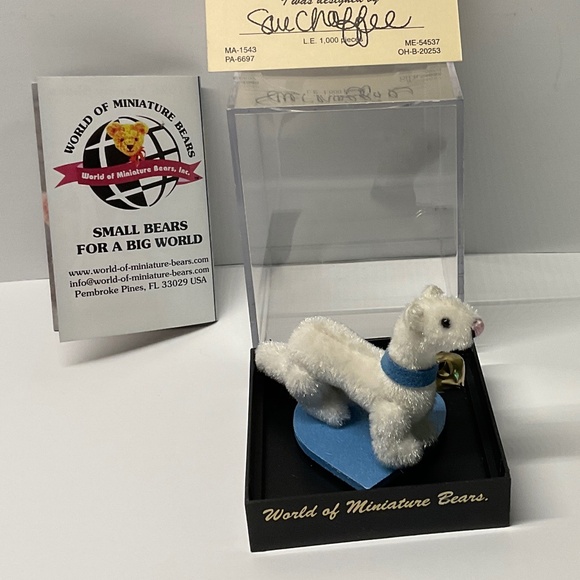 I was designed by
Sue Chaffee
L.E. 1,000 pieces
MA-1543
PA-6697
ME-54537
OH-B-20253
WORLD OF MINIATURE BEARS
World of Miniature Bears, Inc.
SMALL BEARS
FOR A BIG WORLD
www.world-of-miniature-bears.com
info@world-of-miniature-bears.com
Pembroke Pines, FL 33029 USA
World of Miniature Bears.